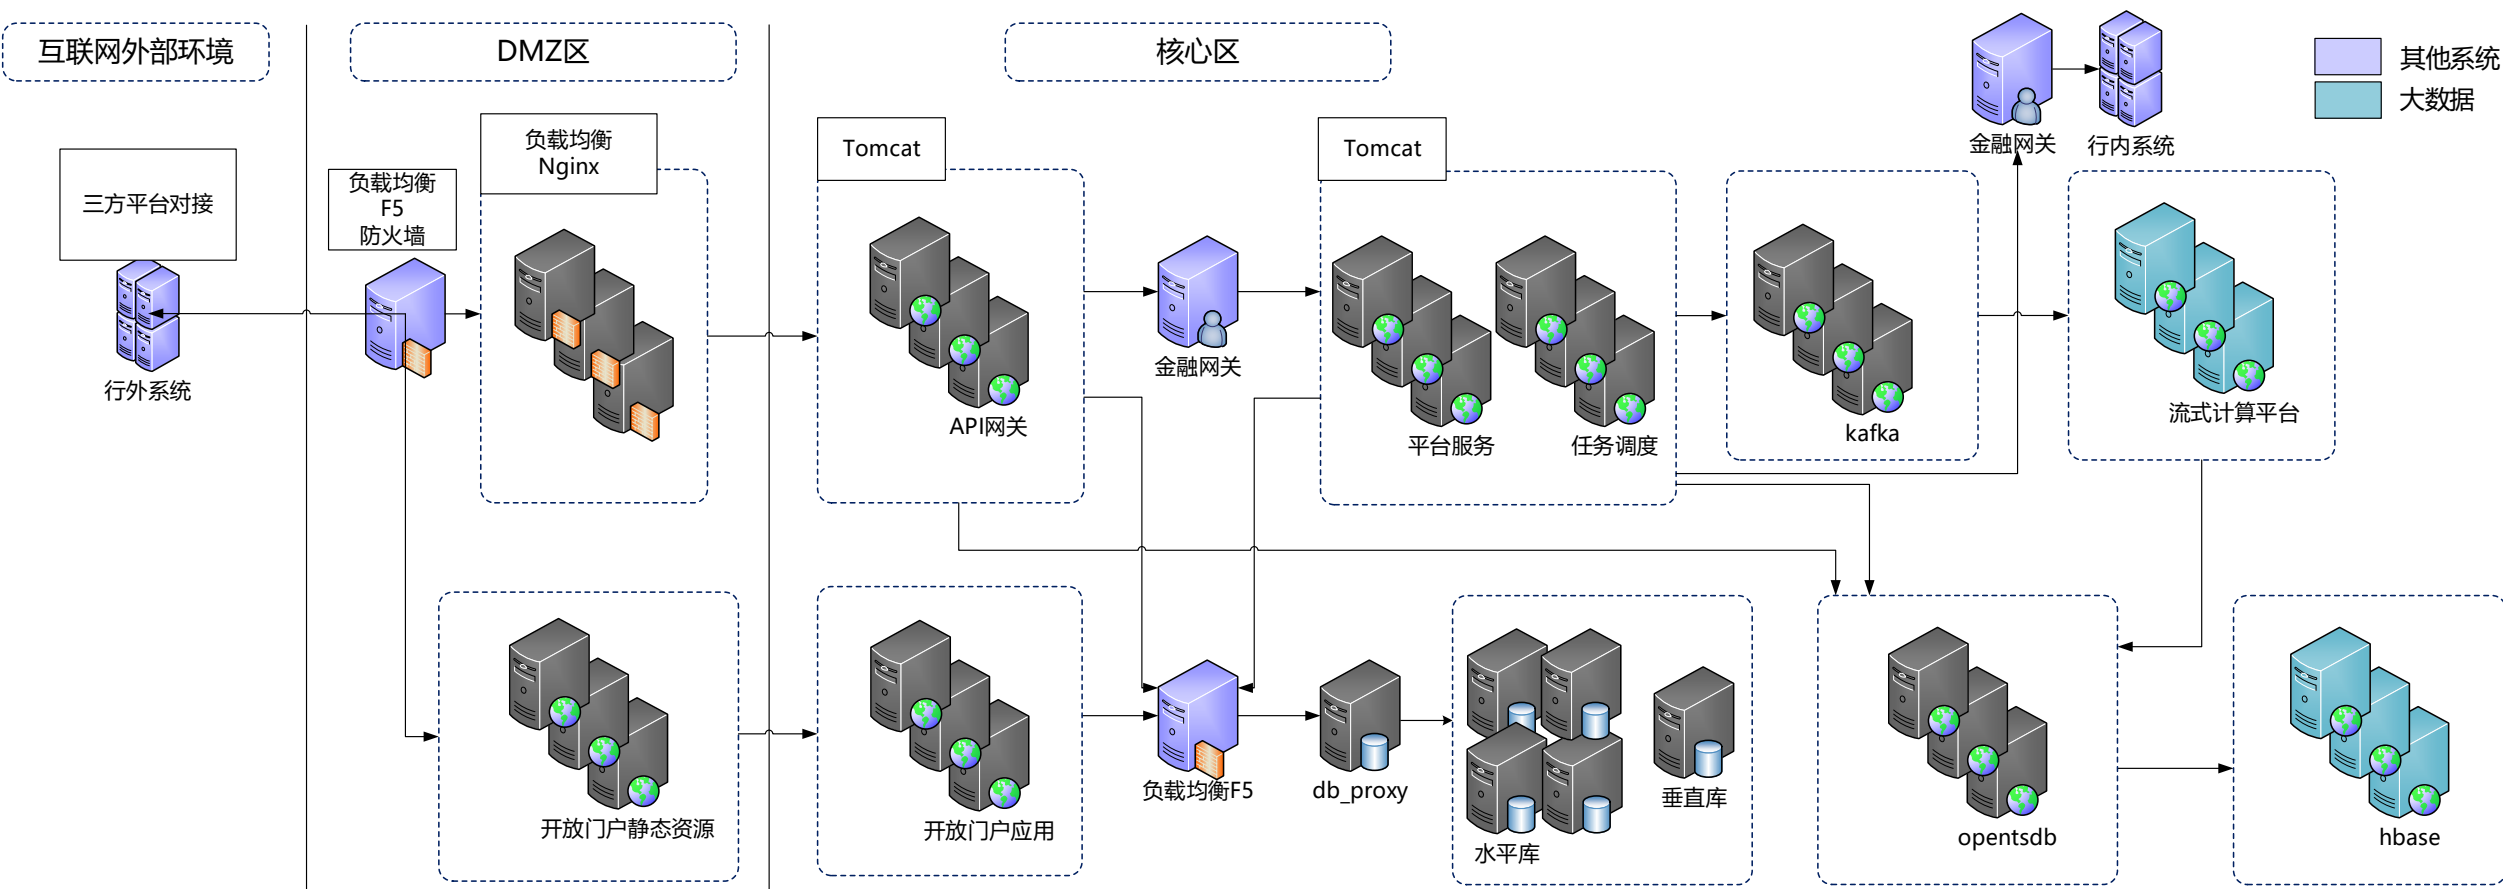 互联网外部环境
DMZ区
核心区
其他系统
大数据
三方平台对接
行外系统
负载均衡
F5
防火墙
负载均衡
Nginx
Tomcat
API网关
金融网关
Tomcat
平台服务
任务调度
kafka
金融网关
行内系统
流式计算平台
开放门户静态资源
开放门户应用
负载均衡F5
db_proxy
水平库
垂直库
opentsdb
hbase